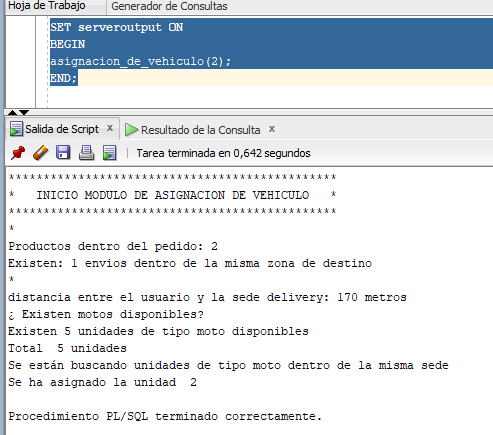 Hoja de Trabajo Generador de Consultas
SET serveroutput ON
BEGIN
asignacion_de_vehiculo(2);
END;
Salida de Script x Resultado de la Consulta x
Tarea terminada en 0,642 segundos
***********************************************
*   INICIO MODULO DE ASIGNACION DE VEHICULO   *
***********************************************
*
Productos dentro del pedido: 2
Existen: 1 envios dentro de la misma zona de destino
*
distancia entre el usuario y la sede delivery: 170 metros
¿ Existen motos disponibles?
Existen 5 unidades de tipo moto disponibles
Total  5 unidades
Se están buscando unidades de tipo moto dentro de la misma sede
Se ha asignado la unidad  2
Procedimiento PL/SQL terminado correctamente.